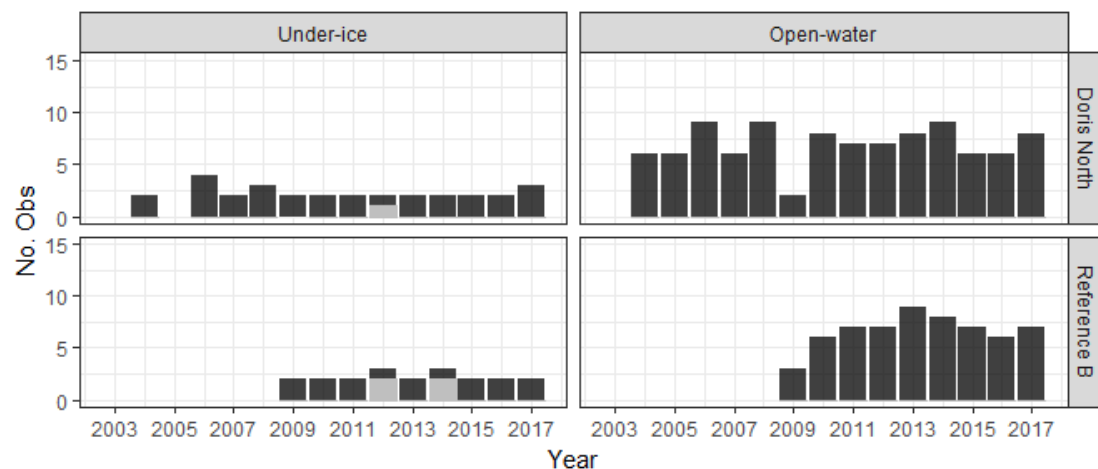 Under-ice Open-water
15
10
5
0
Doris North
No. Obs
15
10
5
0
Reference B
2003 2005 2007 2009 2011 2013 2015 2017 2003 2005 2007 2009 2011 2013 2015 2017
Year